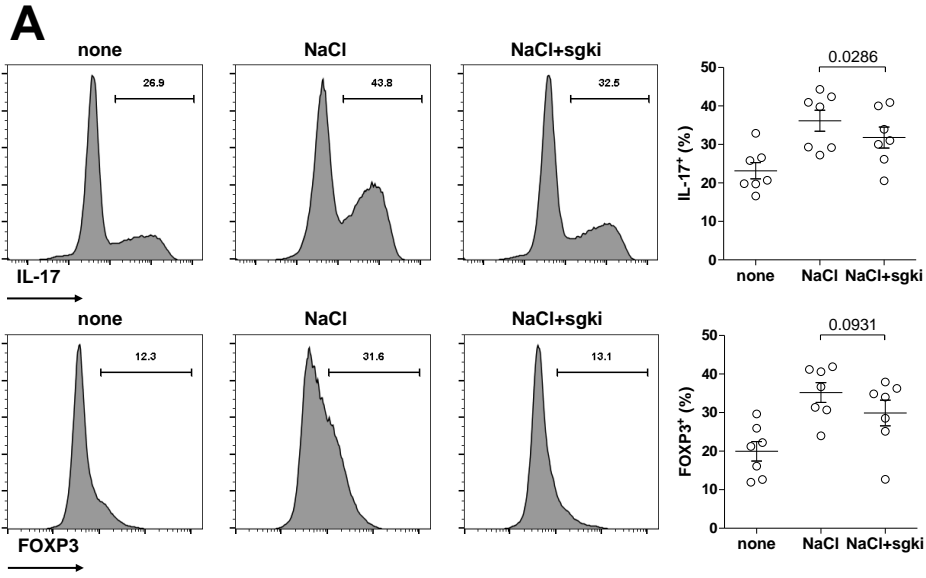 A
none
NaCl
NaCl+sgki
26.9
43.8
32.5
IL-17
0.0286
IL-17+ (%)
50
40
30
20
10
0
none NaCl NaCl+sgki
none
NaCl
NaCl+sgki
12.3
31.6
13.1
FOXP3
0.0931
FOXP3+ (%)
50
40
30
20
10
0
none NaCl NaCl+sgki